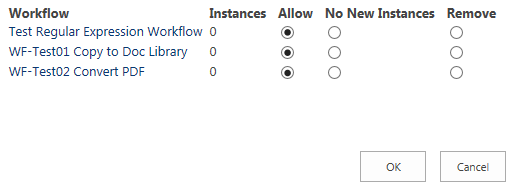 Workflow Instances Allow No New Instances Remove
Test Regular Expression Workflow 0
WF-Test01 Copy to Doc Library 0
WF-Test02 Convert PDF 0
OK Cancel